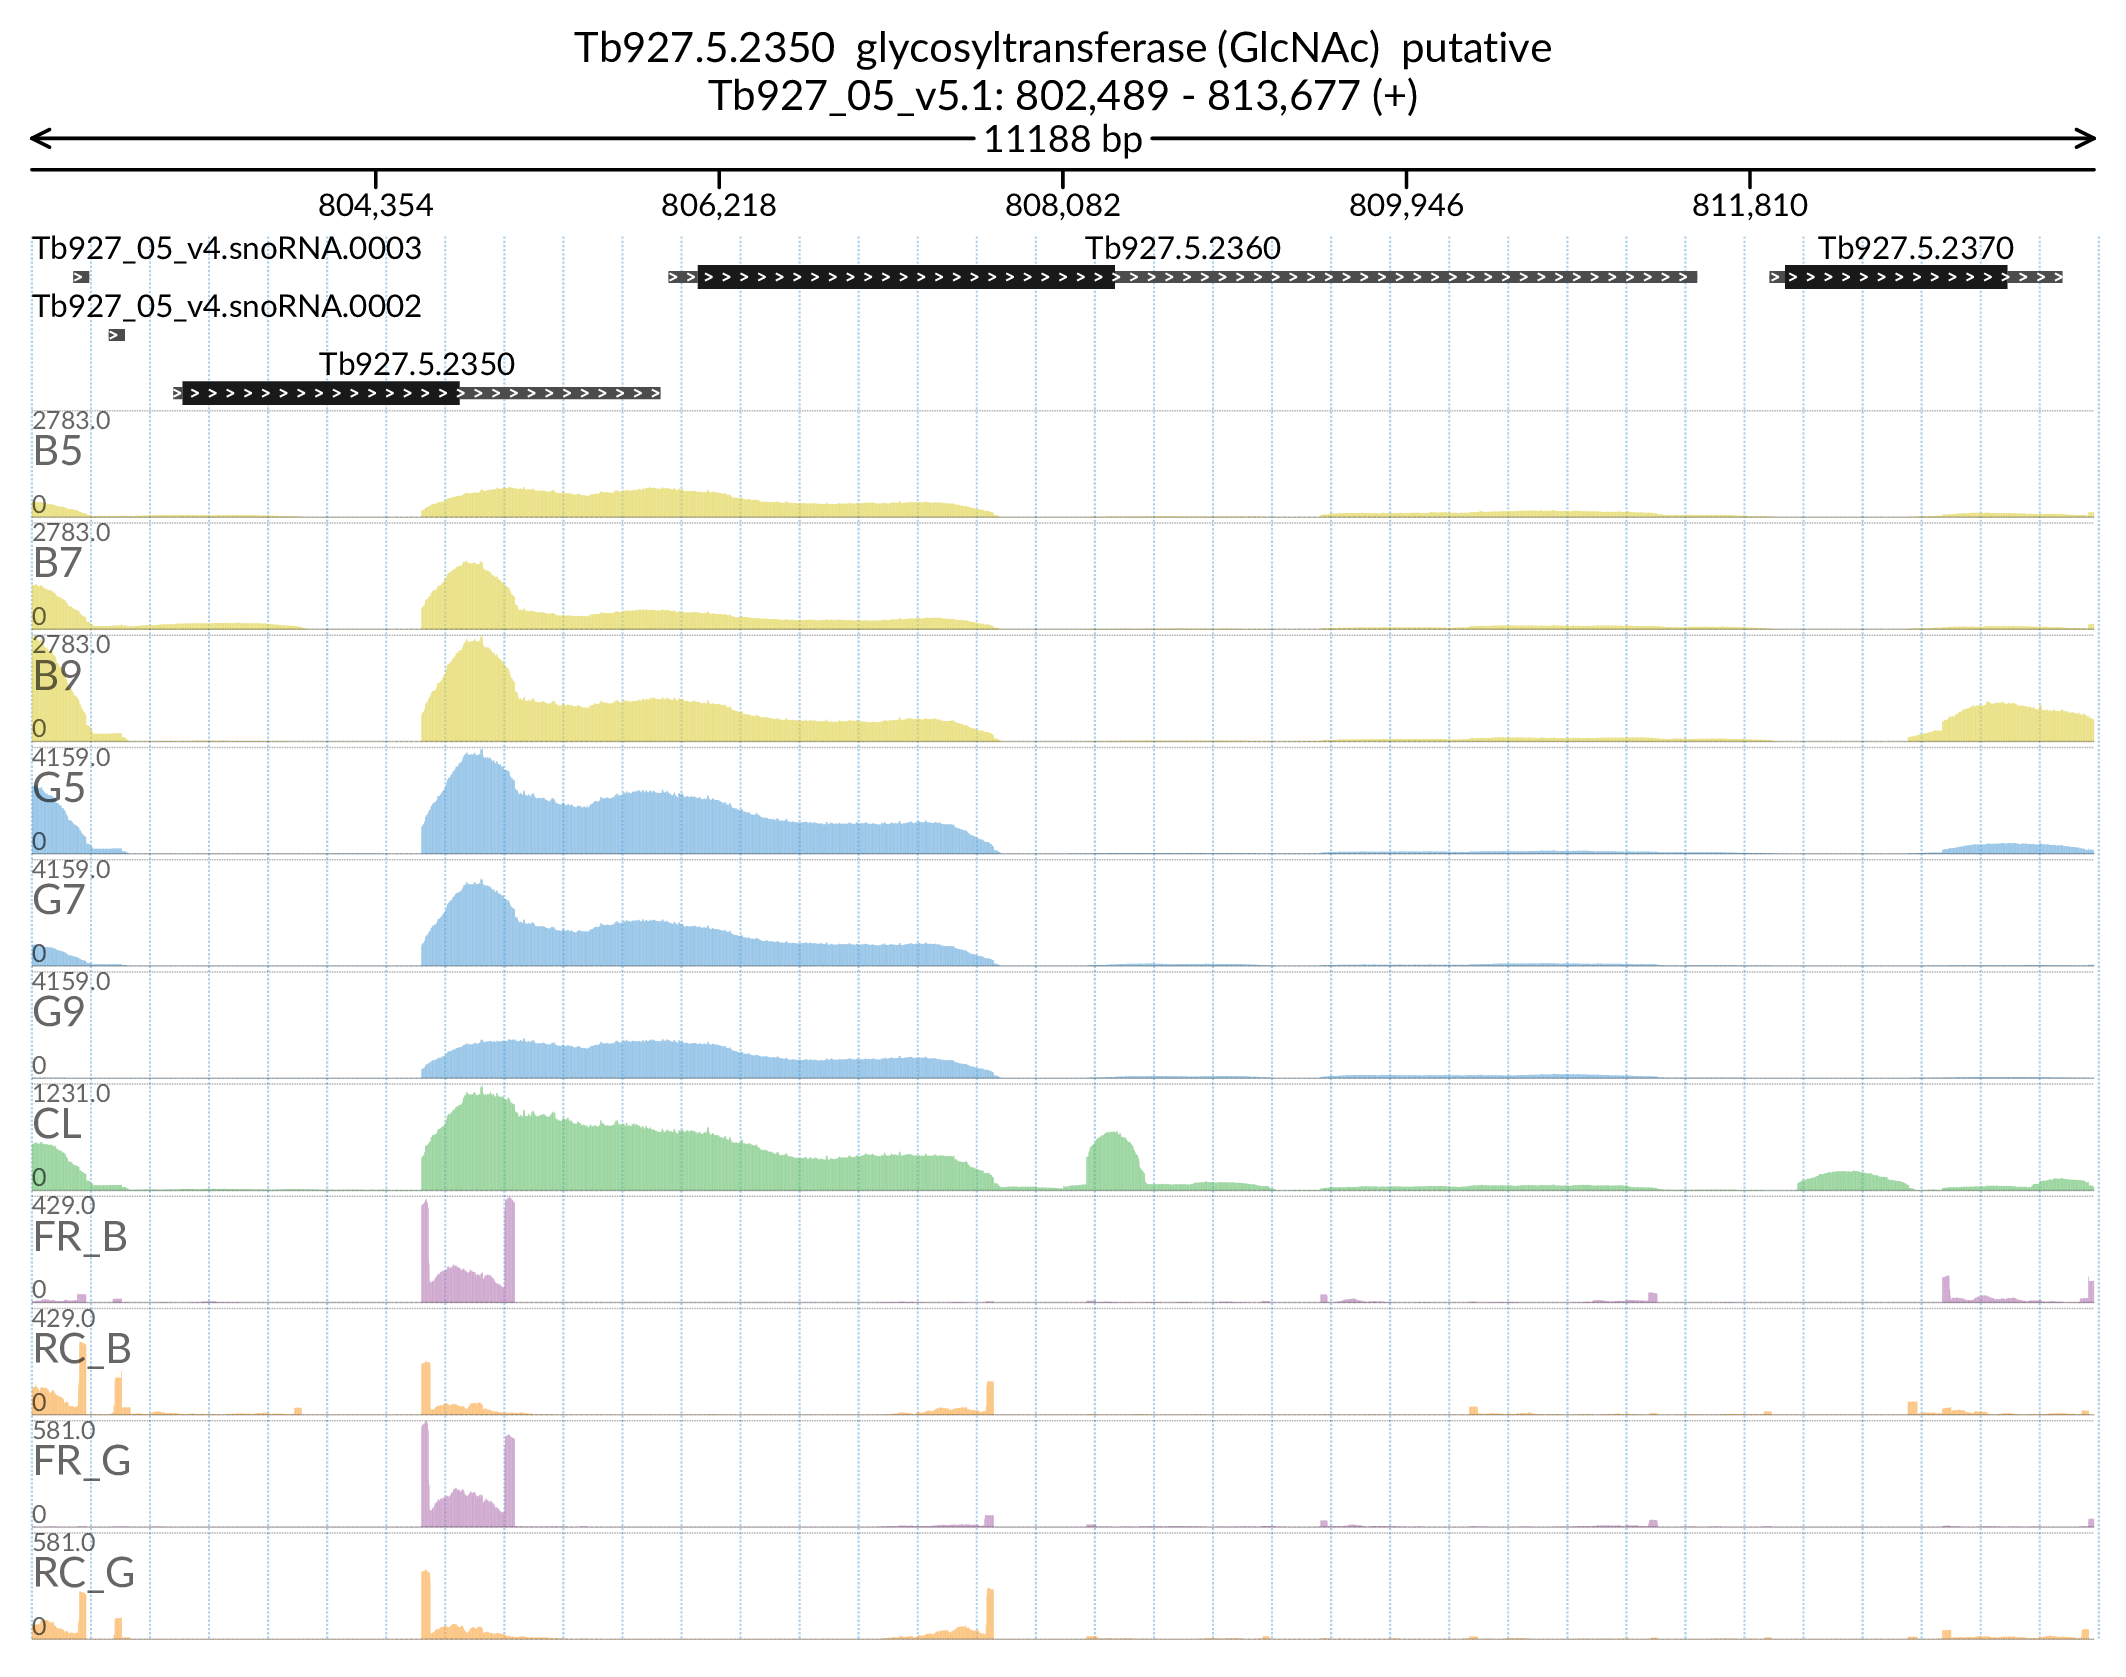 Tb927.5.2350 glycosyltransferase (GlcNAc) putative
Tb927_05_v5.1: 802,489 - 813,677 (+)
11188 bp
804,354 806,218 808,082 809,946 811,810
Tb927_05_v4.snoRNA.0003 Tb927.5.2360 Tb927.5.2370
Tb927_05_v4.snoRNA.0002
Tb927.5.2350
2783.0
B5
0
2783.0
B7
0
2783.0
B9
0
4159.0
G5
0
4159.0
G7
0
4159.0
G9
0
1231.0
CL
0
429.0
FR_B
0
429.0
RC_B
0
581.0
FR_G
0
581.0
RC_G
0